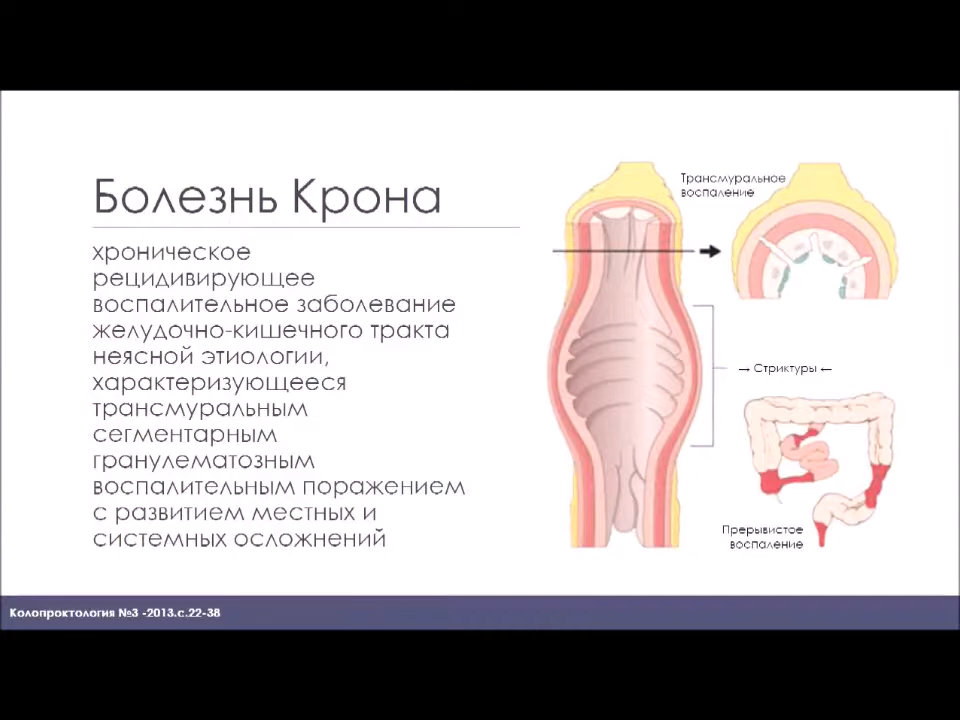 Болезнь Крона
хроническое
рецидивирующее
воспалительное заболевание
желудочно-кишечного тракта
неясной этиологии,
характеризующееся
трансмуральным
сегментарным
гранулематозным
воспалительным поражением
с развитием местных и
системных осложнений
Трансмуральное
воспаление
→ Стриктуры ←
Прерывистое
воспаление
Колопроктология №3 -2013.с.22-38